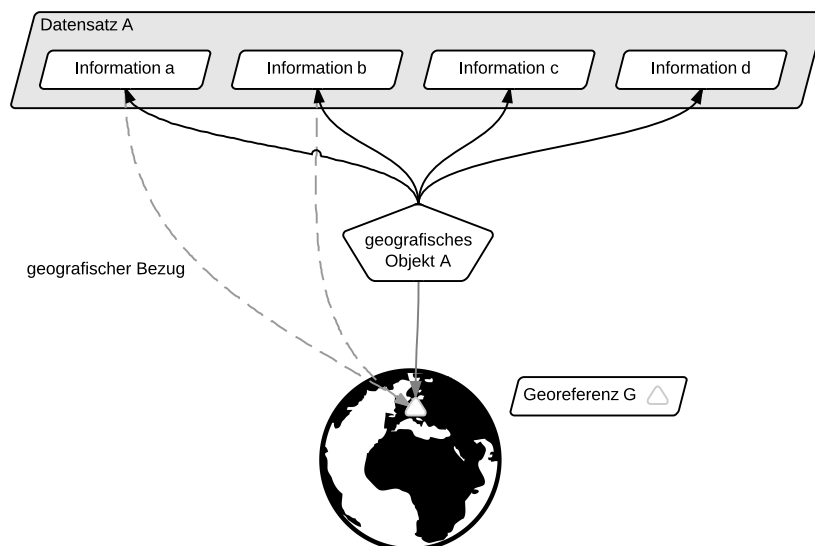 Datensatz A
Information a
Information b
Information c
Information d
geografisches
Objekt A
geografischer Bezug
Georeferenz G